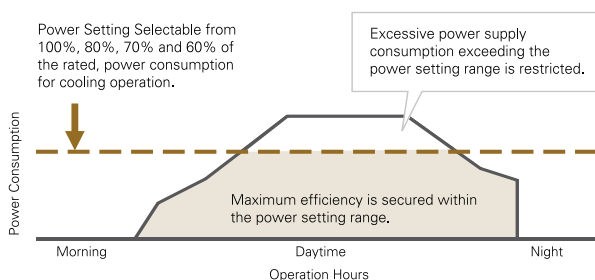 Power Setting Selectable from
100%, 80%, 70% and 60% of
the rated, power consumption
for cooling operation.
Excessive power supply
consumption exceeding the
power setting range is restricted.
Power Consumption
Maximum efficiency is secured within
the power setting range.
Morning
Daytime
Night
Operation Hours